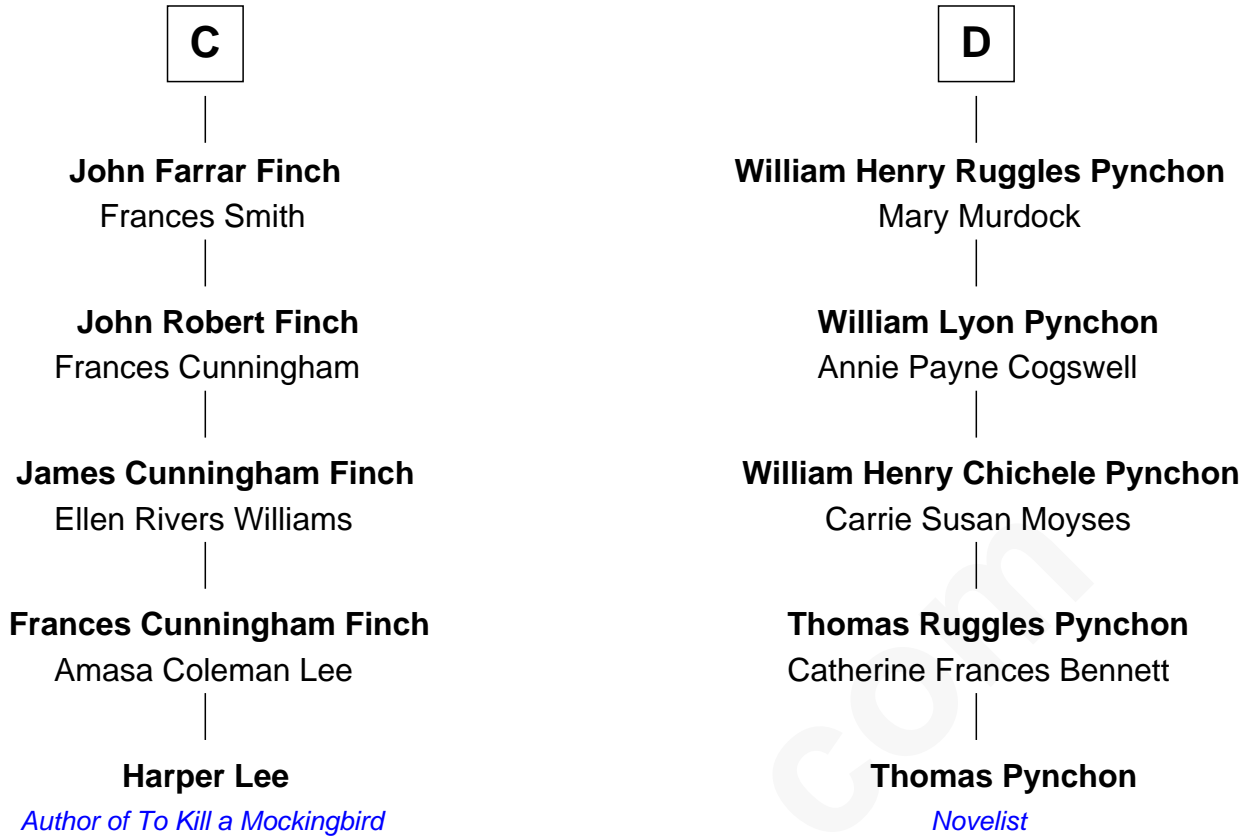 C
John Farrar Finch
Frances Smith
John Robert Finch
Frances Cunningham
James Cunningham Finch
Ellen Rivers Williams
Frances Cunningham Finch
Amasa Coleman Lee
Harper Lee
Author of To Kill a Mockingbird
D
William Henry Ruggles Pynchon
Mary Murdock
William Lyon Pynchon
Annie Payne Cogswell
William Henry Chichele Pynchon
Carrie Susan Moyses
Thomas Ruggles Pynchon
Catherine Frances Bennett
Thomas Pynchon
Novelist
com